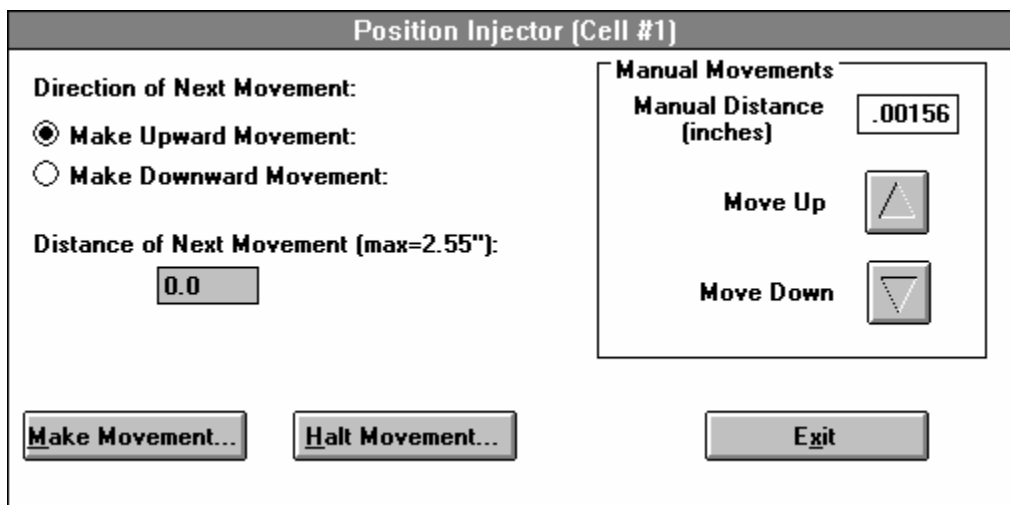 Position Injector (Cell #1)
Direction of Next Movement:
Make Upward Movement:
Make Downward Movement:
Distance of Next Movement (max=2.55"):
0.0
Manual Movements
Manual Distance
(inches)
.00156
Move Up
Move Down
Make Movement...
Halt Movement...
Exit